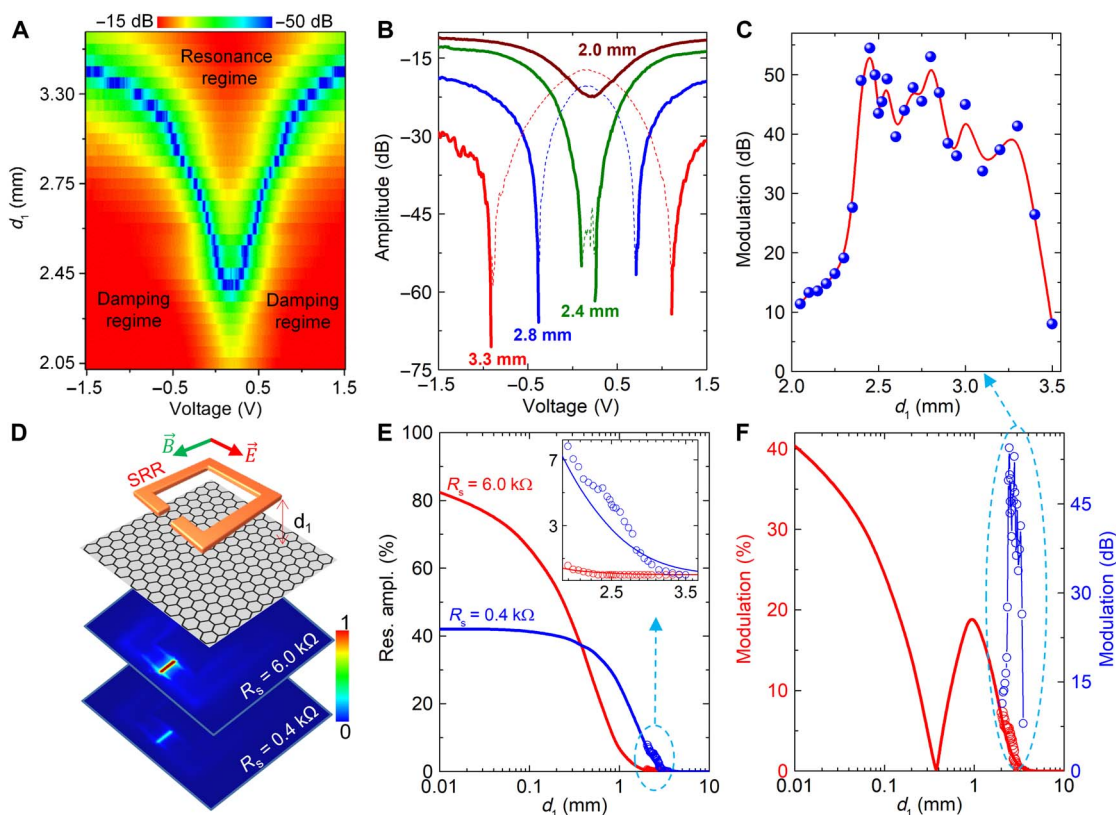 A
−15 dB
−50 dB
Resonance
regime
Damping
regime
Damping
regime
d1 (mm)
3.30
2.75
2.45
2.05
−1.5
−0.5
0.5
1.5
Voltage (V)
B
2.0 mm
2.4 mm
2.8 mm
3.3 mm
Amplitude (dB)
−15
−30
−45
−60
−75
−1.5
−0.5
0.5
1.5
Voltage (V)
C
Modulation (dB)
60
50
40
30
20
10
0
2.0
2.5
3.0
3.5
d1 (mm)
D
B
E
SRR
d1
Rs = 6.0 kΩ
Rs = 0.4 kΩ
1
0
E
Res. ampl. (%)
100
80
60
40
20
0
Rs = 6.0 kΩ
Rs = 0.4 kΩ
7
3
2.5
3.5
0.01
0.1
1
10
d1 (mm)
F
Modulation (%)
40
30
20
10
0
Modulation (dB)
45
30
15
0
0.01
0.1
1
10
d1 (mm)